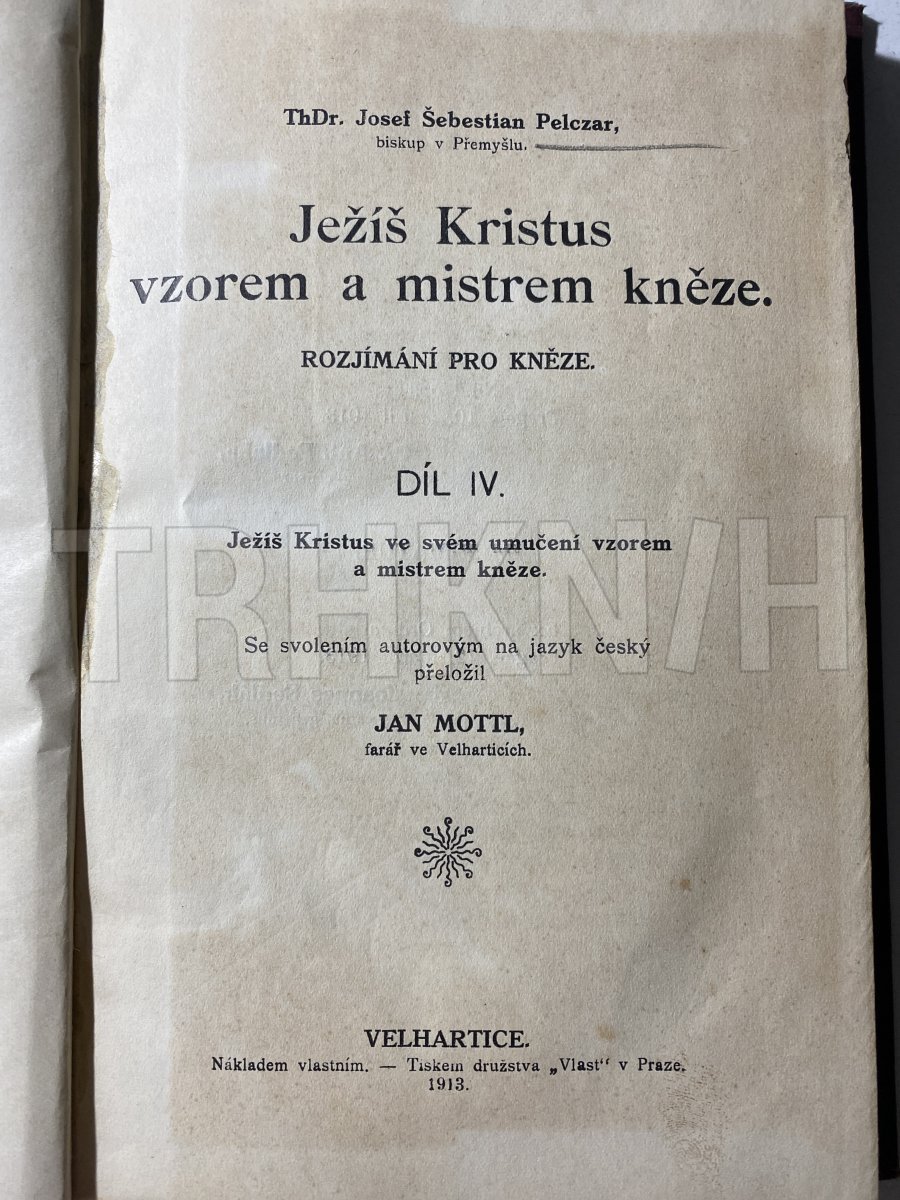 ThDr. Josef Šebestian Pelczar,
biskup v Přemyšlu.
Ježíš Kristus
vzorem a mistrem kněze.
ROZJÍMÁNÍ PRO KNĚZE.
DÍL IV.
Ježíš Kristus ve svém umučení vzorem
a mistrem kněze.
TRHKNIH
Se svolením autorovým na jazyk český
přeložil
JAN MOTTL,
farář ve Velharticích.
VELHARTICE.
Nákladem vlastním. — Tiskem družstva „Vlast“ v Praze.
1913.